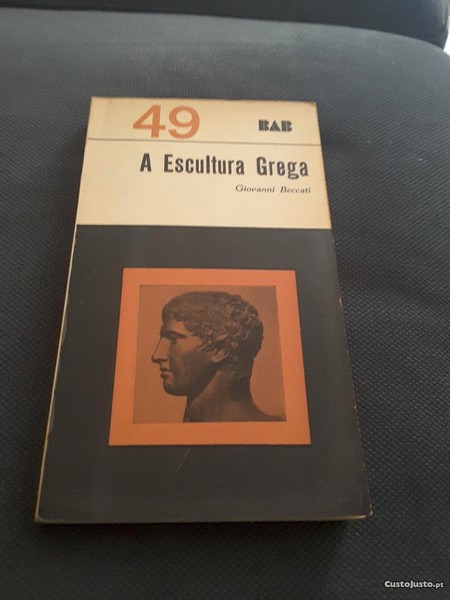 49 BAB
A Escultura Grega
Giovanni Beccati
CustoJusto.pt